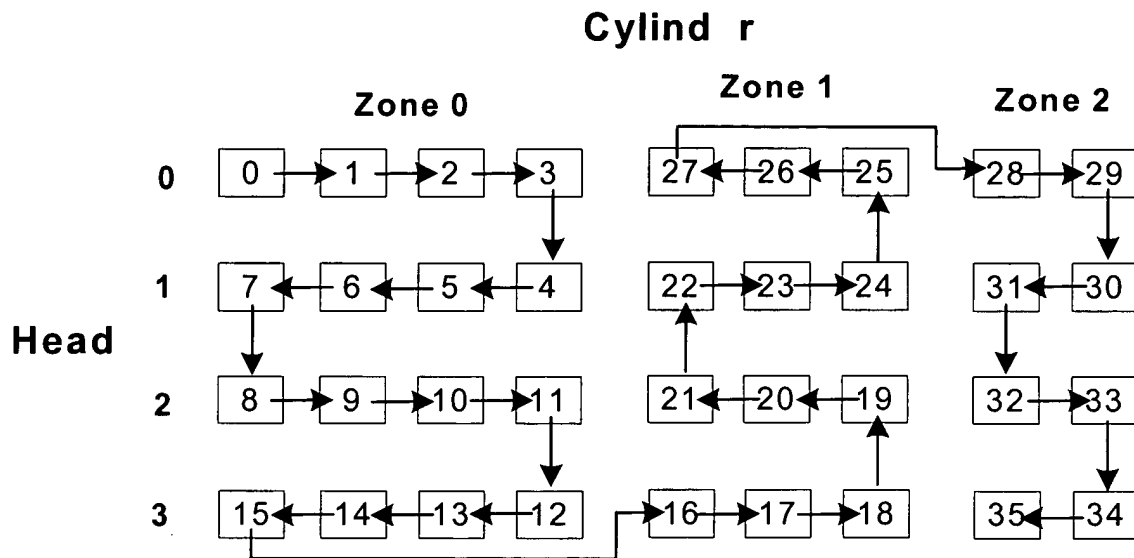 Cylind r
Zone 0 Zone 1 Zone 2
0 0 1 2 3 27 26 25 28 29
1 7 6 5 4 22 23 24 31 30
Head
2 8 9 10 11 21 20 19 32 33
3 15 14 13 12 16 17 18 35 34